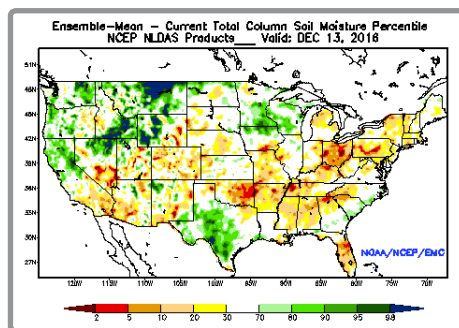 Ensemble-Mean - Current Total Column Soil Moisture Percentile
NCEP NLDAS Products___ Valid: DEC 13, 2016
51N
48N
45N
42N
39N
36N
33N
30N
27N
NOAA/NCEP/EMC
120W 115W 110W 105W 100W 95W 90W 85W 80W 75W 70W
2 5 10 20 30 70 80 90 95 98